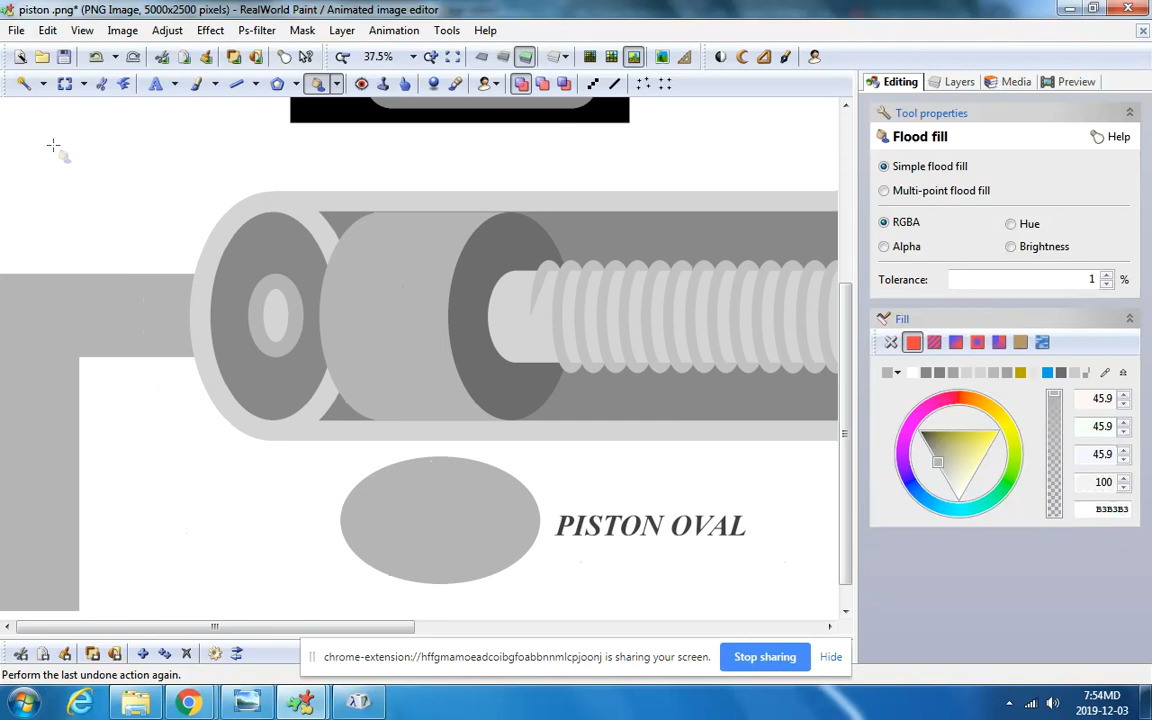 piston .png* (PNG Image, 5000x2500 pixels) - RealWorld Paint / Animated image editor
File Edit View Image Adjust Effect Ps-filter Mask Layer Animation Tools Help
37.5%
Editing Layers Media Preview
Tool properties
Flood fill Help
Simple flood fill
Multi-point flood fill
RGBA Hue
Alpha Brightness
Tolerance: 1 %
Fill
45.9
45.9
45.9
100
B3B3B3
PISTON OVAL
chrome-extension://hffgmamoeadcoibgfoabbnnmlcpjoonj is sharing your screen. Stop sharing Hide
Perform the last undone action again.
7:54MD
2019-12-03